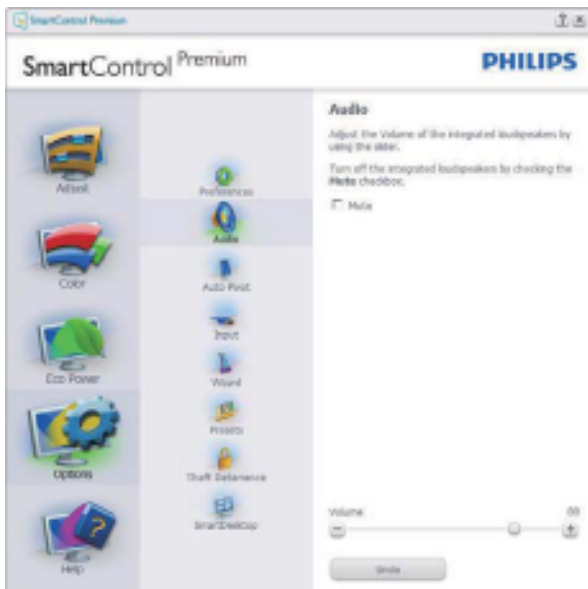 SmartControl Premium
SmartControl Premium
PHILIPS
Adjust
Color
Eco Power
Options
Help
Preferences
Audio
Auto Pivot
Input
Wizard
Presets
Theft Deterrence
SmartDesktop
Audio
Adjust the Volume of the integrated loudspeakers by
using the slider.
Turn off the integrated loudspeakers by checking the
Mute checkbox.
Mute
Volume
Undo